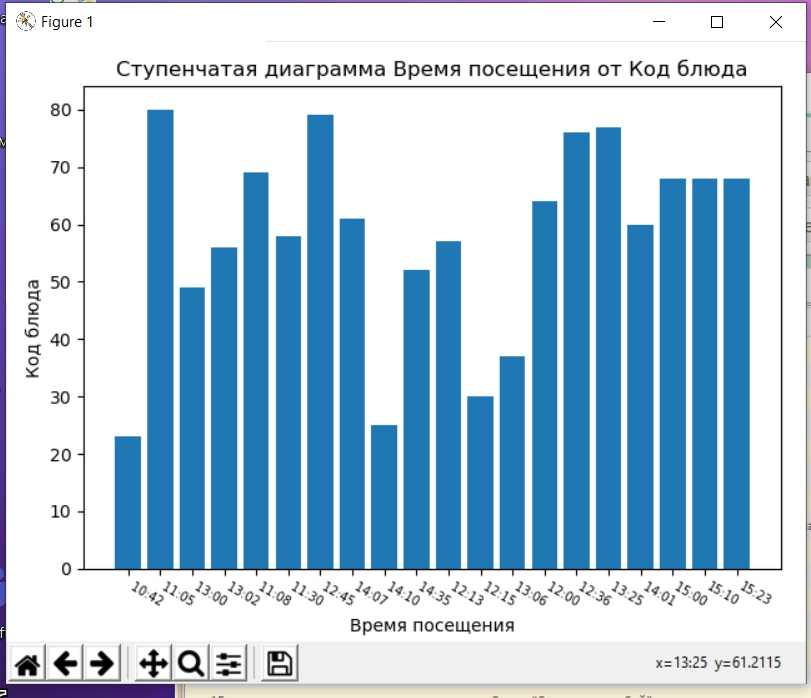 Figure 1
Ступенчатая диаграмма Время посещения от Код блюда
80
70
60
50
40
30
20
10
0
Код блюда
10:42 11:05 13:00 13:02 11:08 11:30 12:45 14:07 14:10 14:35 12:13 12:15 13:06 12:00 12:36 13:25 14:01 15:00 15:10 15:23
Время посещения
x=13:25 y=61.2115